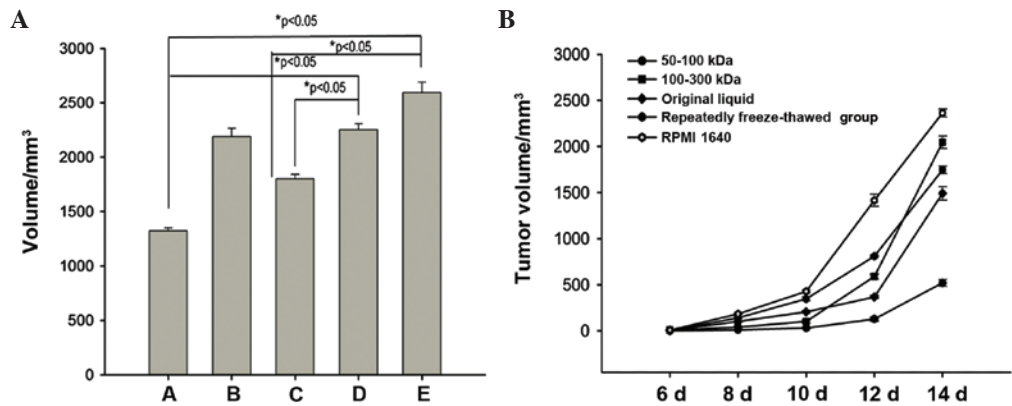 A
*p<0.05
*p<0.05
*p<0.05
*p<0.05
3000
2500
2000
1500
1000
500
0
Volume/mm³
A B C D E
B
50-100 kDa
100-300 kDa
Original liquid
Repeatedly freeze-thawed group
RPMI 1640
3000
2500
2000
1500
1000
500
0
Tumor volume/mm³
6 d 8 d 10 d 12 d 14 d